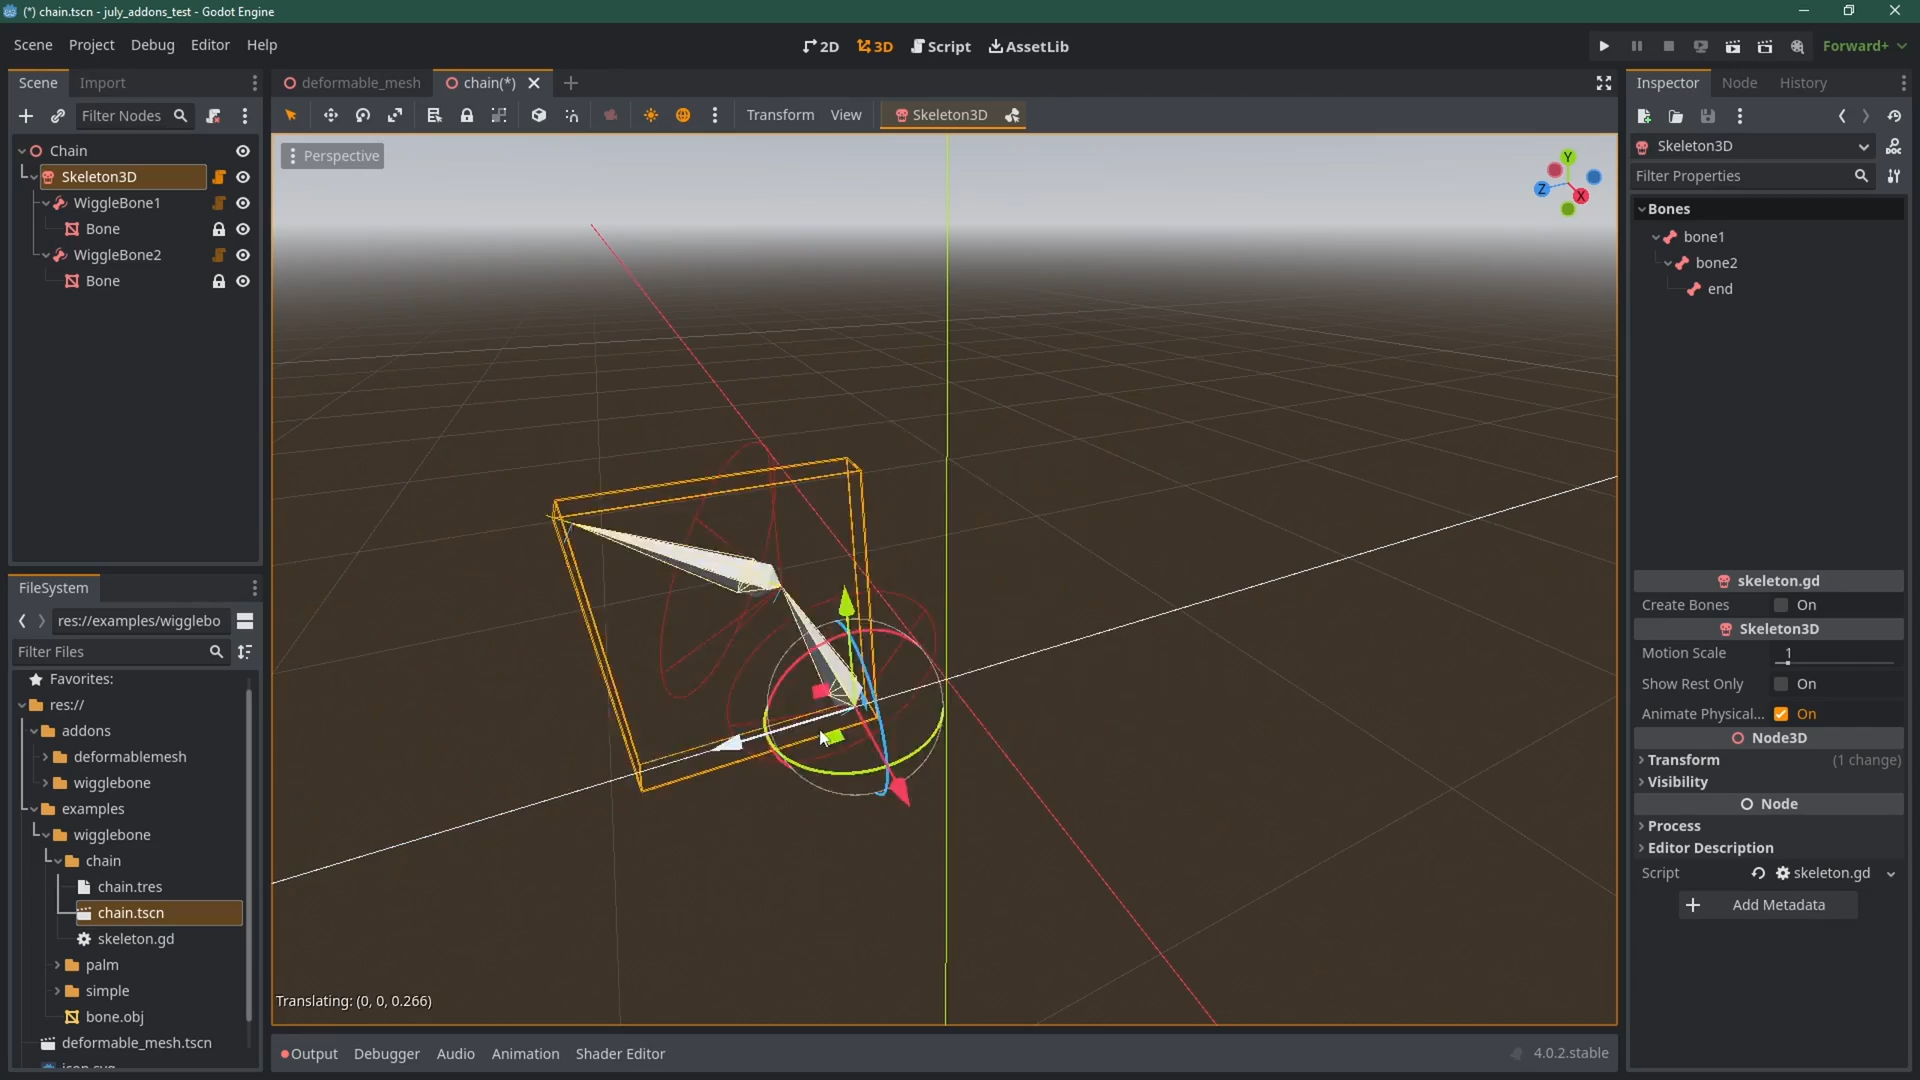 (*) chain.tscn - july_addons_test - Godot Engine
Scene Project Debug Editor Help
2D 3D Script AssetLib
Forward+
Scene Import
Filter Nodes
Chain
Skeleton3D
WiggleBone1
Bone
WiggleBone2
Bone
FileSystem
res://examples/wigglebo
Filter Files
Favorites:
res://
addons
deformablemesh
wigglebone
examples
wigglebone
chain
chain.tres
chain.tscn
skeleton.gd
palm
simple
bone.obj
deformable_mesh.tscn
deformable_mesh chain(*)
Transform View Skeleton3D
Perspective
Y
Z
X
Translating: (0, 0, 0.266)
Output Debugger Audio Animation Shader Editor
4.0.2.stable
Inspector Node History
Skeleton3D
DOC
Filter Properties
Bones
bone1
bone2
end
skeleton.gd
Create Bones On
Skeleton3D
Motion Scale 1
Show Rest Only On
Animate Physical... On
Node3D
Transform (1 change)
Visibility
Node
Process
Editor Description
Script skeleton.gd
Add Metadata